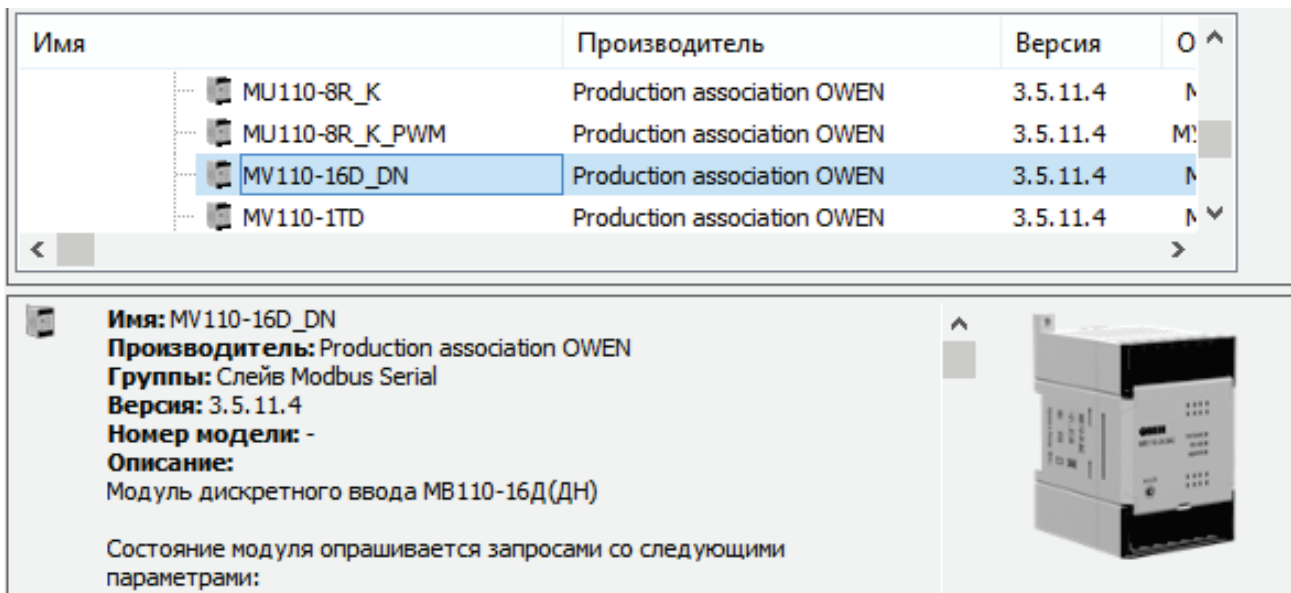 Имя Производитель Версия О
MU110-8R_K Production association OWEN 3.5.11.4
MU110-8R_K_PWM Production association OWEN 3.5.11.4
MV110-16D_DN Production association OWEN 3.5.11.4
MV110-1TD Production association OWEN 3.5.11.4
Имя: MV110-16D_DN
Производитель: Production association OWEN
Группы: Слейв Modbus Serial
Версия: 3.5.11.4
Номер модели: -
Описание:
Модуль дискретного ввода МВ110-16Д(ДН)
Состояние модуля опрашивается запросами со следующими
параметрами: